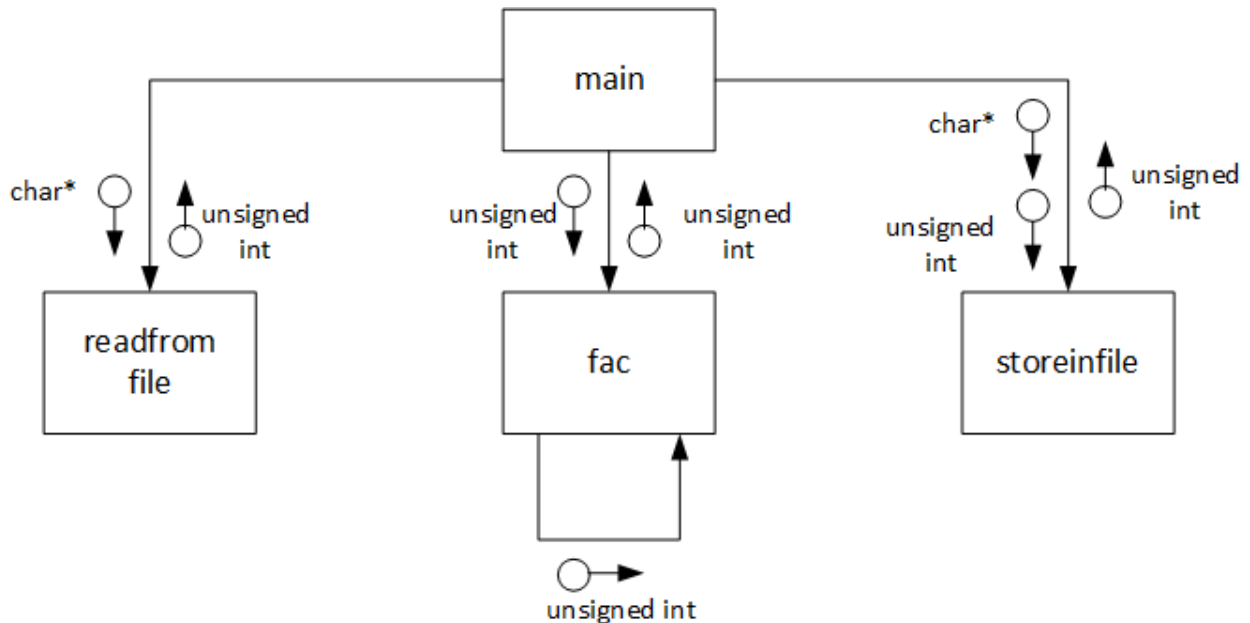 main
char*
unsigned
int
readfrom
file
unsigned
int
unsigned
int
fac
unsigned int
char*
unsigned
int
unsigned
int
storeinfile